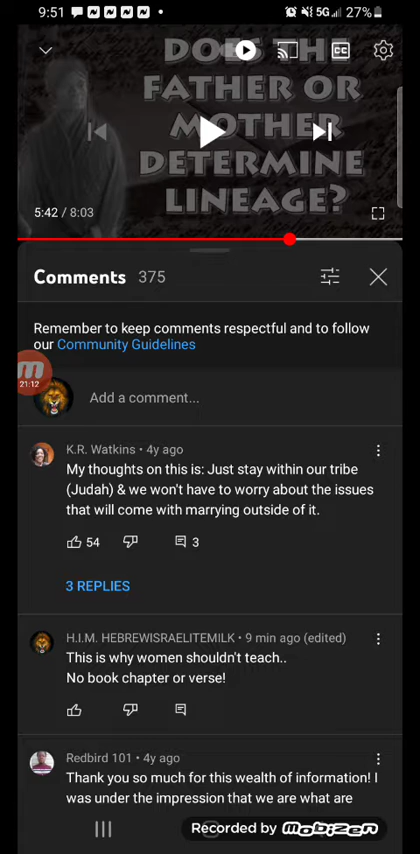 9:51
5G 27%
DOES THE
FATHER OR
MOTHER
DETERMINE
LINEAGE?
CC
5:42 / 8:03
Comments 375
Remember to keep comments respectful and to follow
our Community Guidelines
21:12
Add a comment...
K.R. Watkins • 4y ago
My thoughts on this is: Just stay within our tribe
(Judah) & we won't have to worry about the issues
that will come with marrying outside of it.
54 3
3 REPLIES
H.I.M. HEBREWISRAELITEMILK • 9 min ago (edited)
This is why women shouldn't teach..
No book chapter or verse!
Redbird 101 • 4y ago
Thank you so much for this wealth of information! I
was under the impression that we are what are
Recorded by mobizen